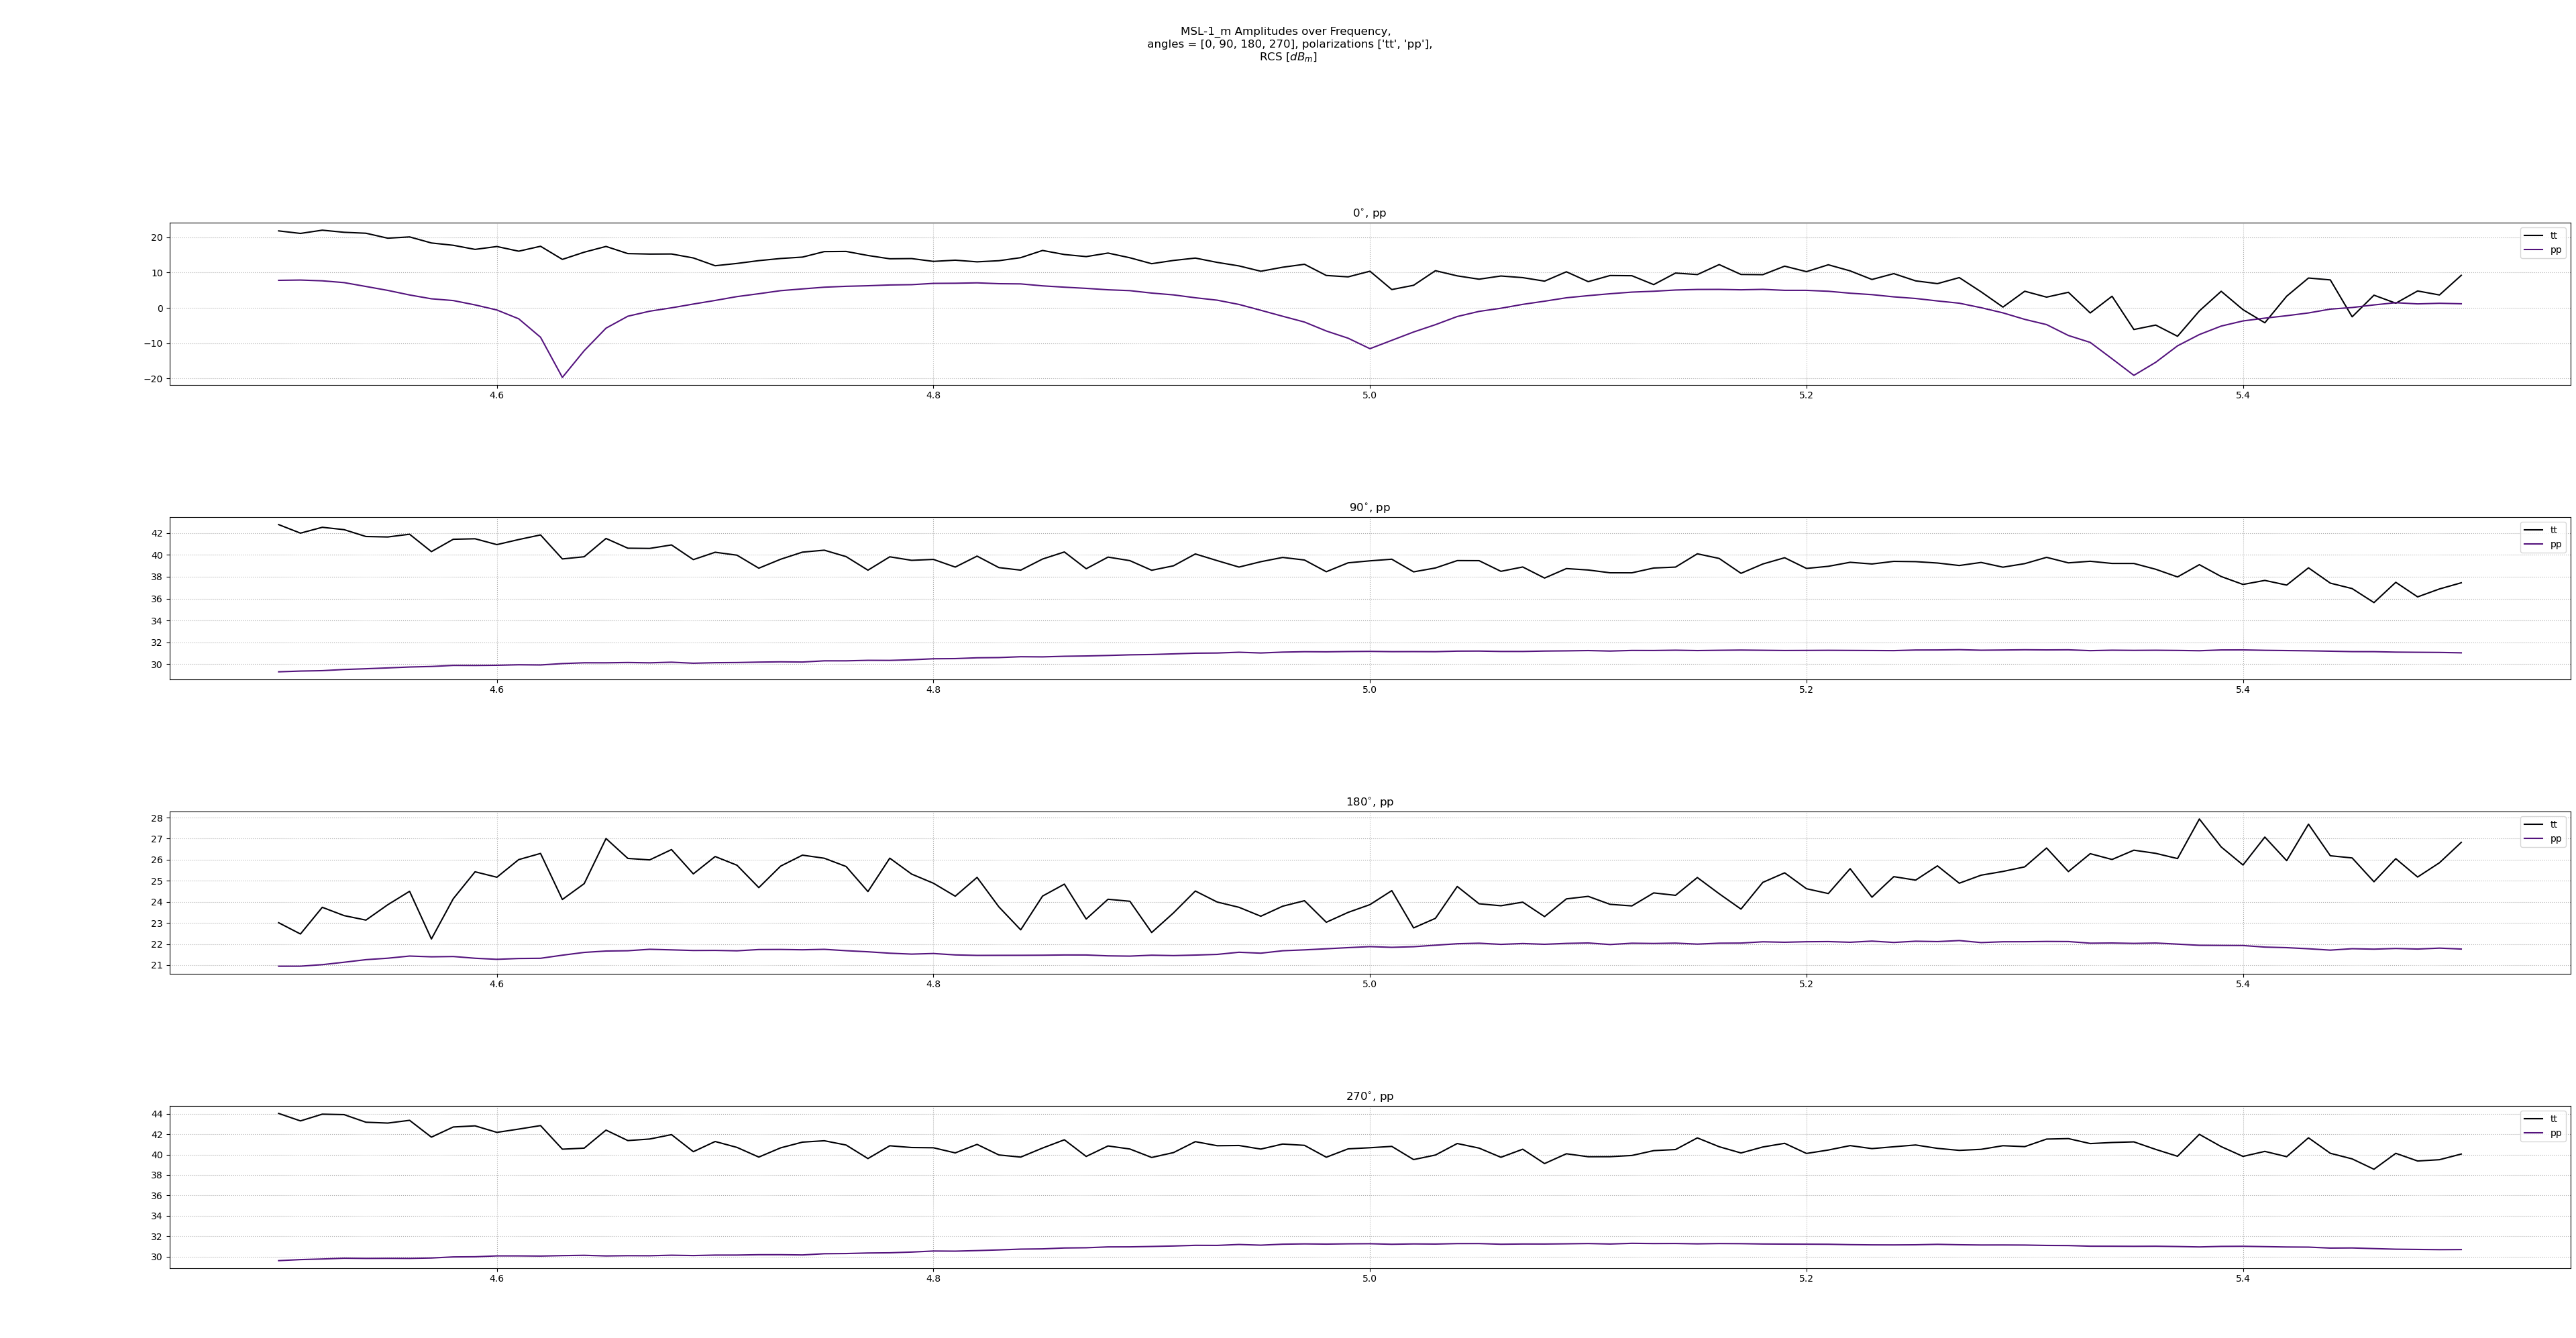 MSL-1_m Amplitudes over Frequency,
angles = [0, 90, 180, 270], polarizations ['tt', 'pp'],
RCS [dB_m]
0°, pp
20
10
0
−10
−20
tt
pp
4.6 4.8 5.0 5.2 5.4
90°, pp
42
40
38
36
34
32
30
tt
pp
4.6 4.8 5.0 5.2 5.4
180°, pp
28
27
26
25
24
23
22
21
tt
pp
4.6 4.8 5.0 5.2 5.4
270°, pp
44
42
40
38
36
34
32
30
tt
pp
4.6 4.8 5.0 5.2 5.4